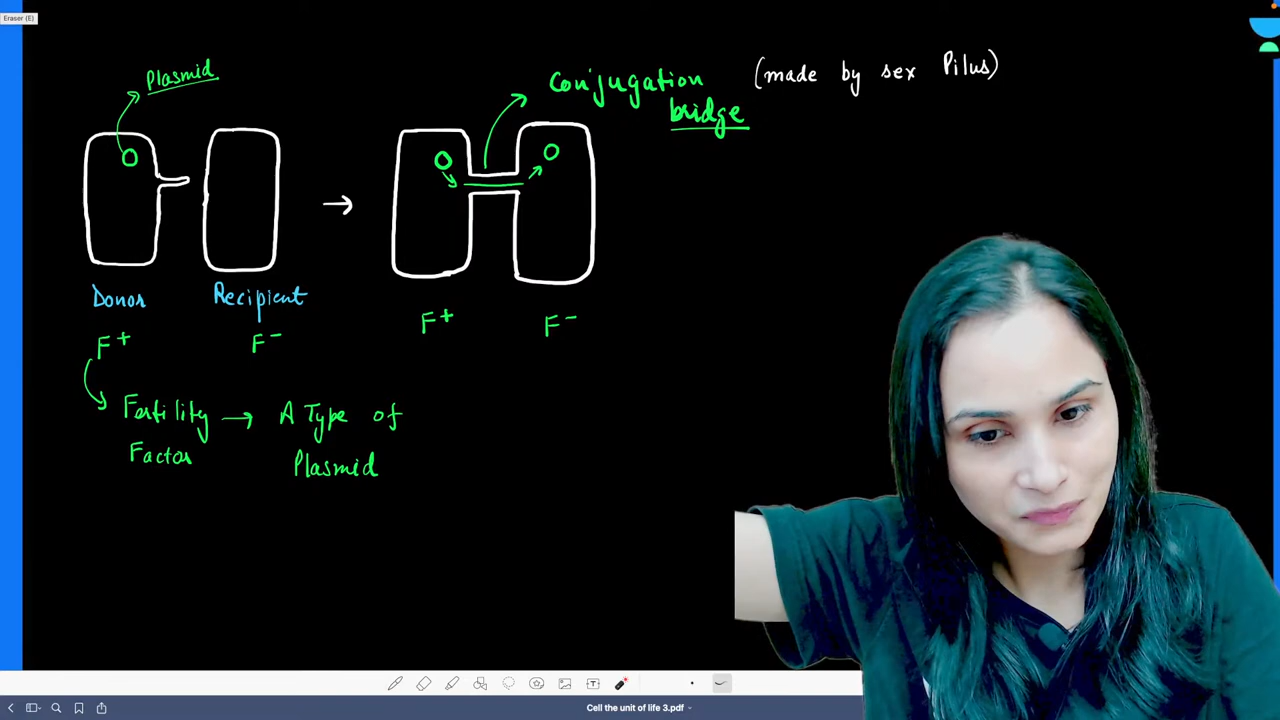 Eraser (E)
Plasmid
Conjugation
bridge
(made by sex Pilus)
Donor
Recipient
F+
F-
F+
F-
Fertility → A Type of
Factor
Plasmid
Cell the unit of life 3.pdf